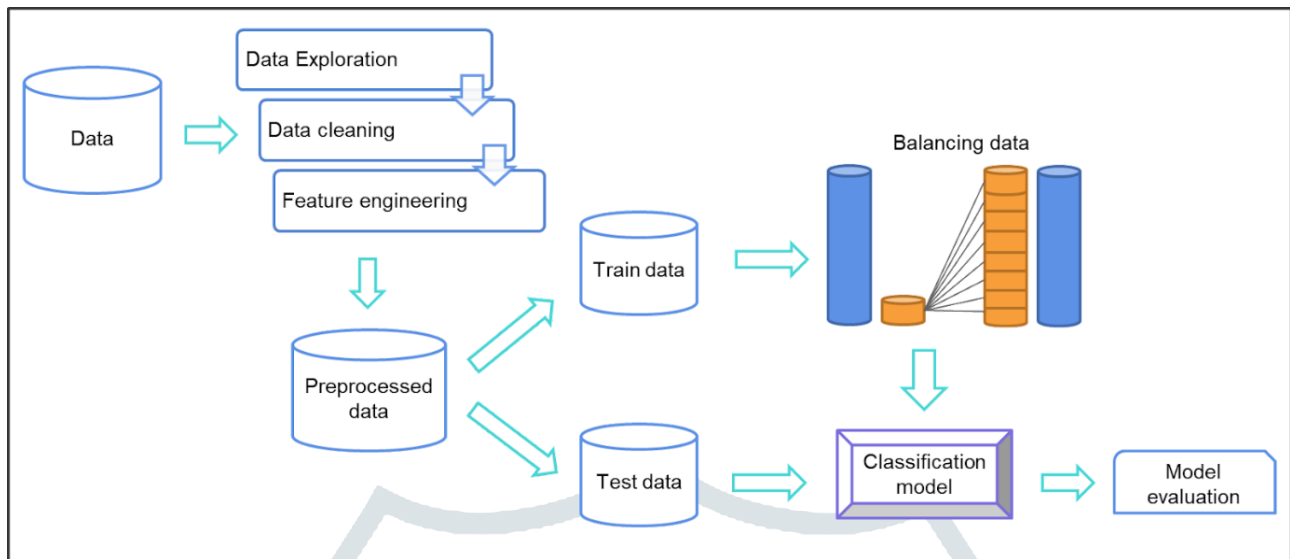 Data
Data Exploration
Data cleaning
Feature engineering
Preprocessed
data
Train data
Test data
Balancing data
Classification
model
Model
evaluation